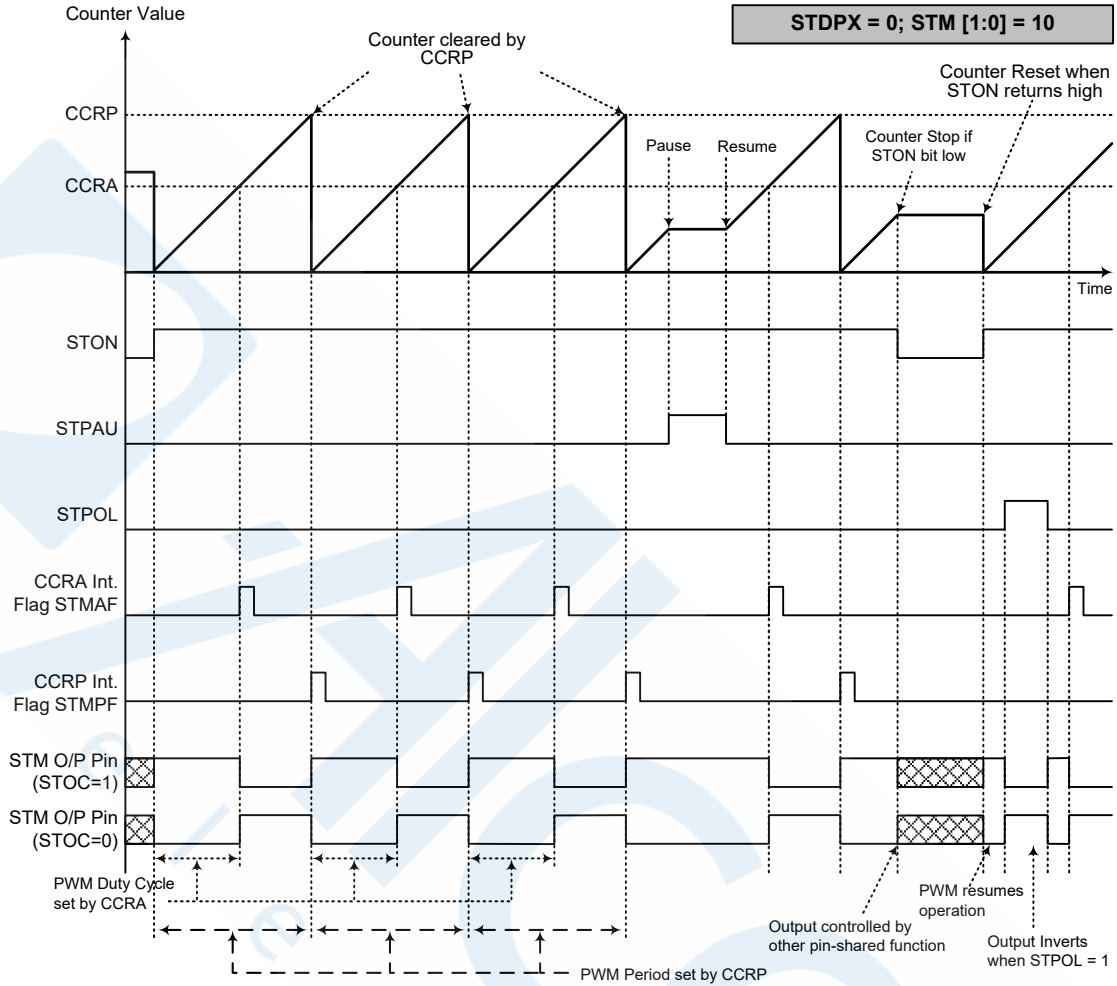 Counter Value
STDPX = 0; STM [1:0] = 10
Counter cleared by
CCRP
Counter Reset when
STON returns high
CCRP
Counter Stop if
STON bit low
Pause
Resume
CCRA
Time
STON
STPAU
STPOL
CCRA Int.
Flag STMAF
CCRP Int.
Flag STMPF
STM O/P Pin
(STOC=1)
STM O/P Pin
(STOC=0)
PWM Duty Cycle
set by CCRA
PWM resumes
operation
Output controlled by
other pin-shared function
Output Inverts
when STPOL = 1
PWM Period set by CCRP